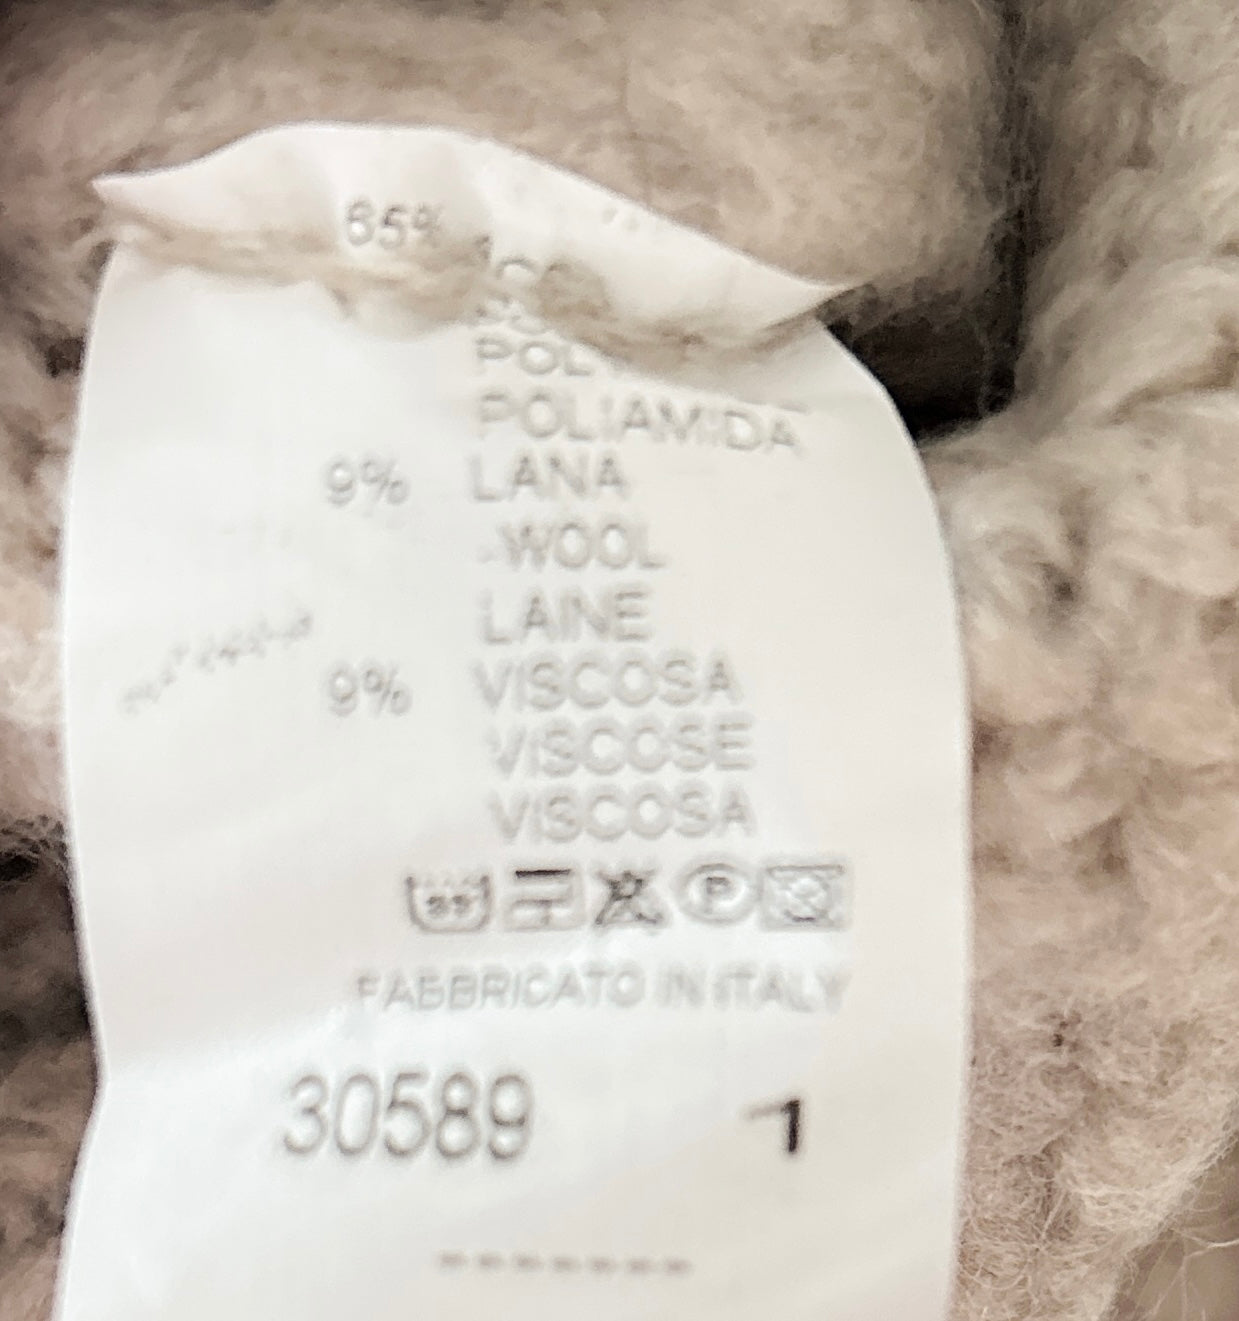 65%
POLIAMIDA
9% LANA
WOOL
LAINE
9% VISCOSA
VISCOSE
VISCOSA
P
FABBRICATO IN ITALY
30589 1